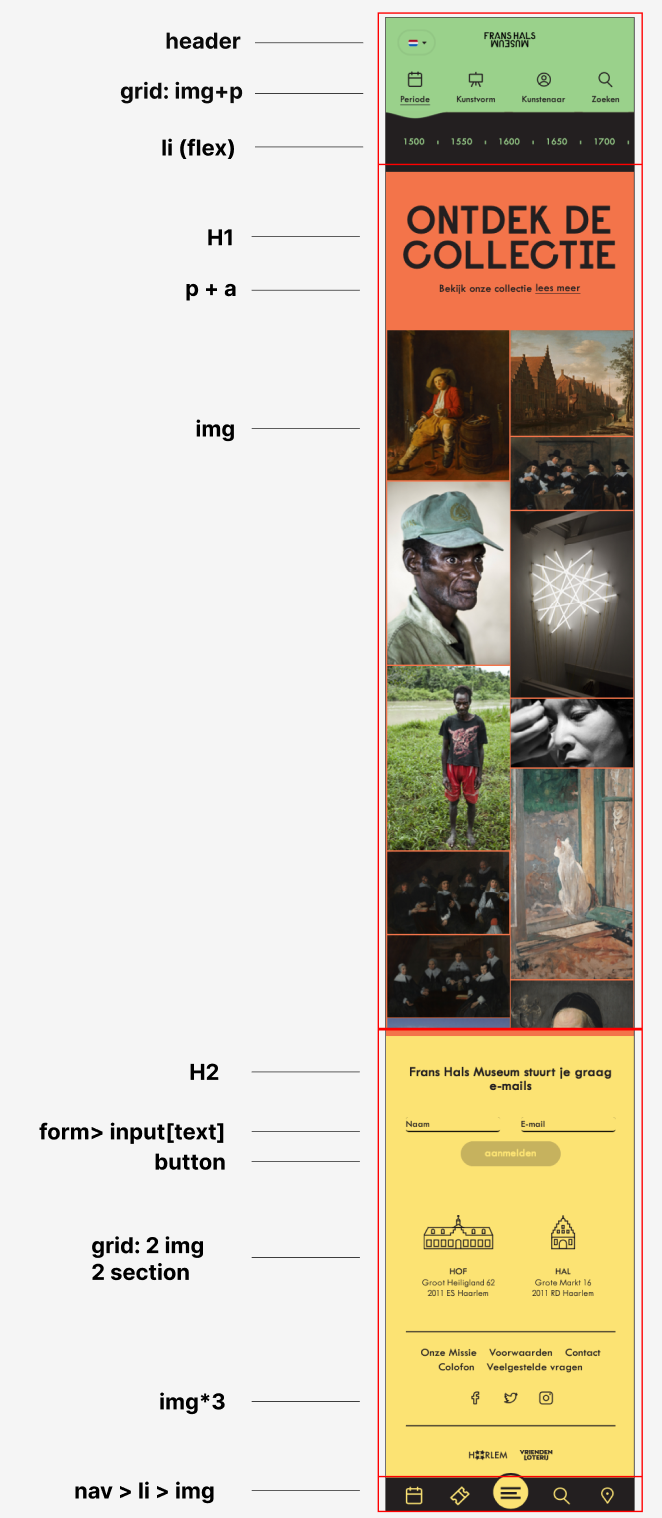 header
FRANS HALS
MUSEUM
grid: img+p
Periode
Kunstvorm
Kunstenaar
Zoeken
li (flex)
1500 1550 1600 1650 1700
H1
ONTDEK DE
COLLECTIE
p + a
Bekijk onze collectie lees meer
img
H2
Frans Hals Museum stuurt je graag
e-mails
form> input[text]
Naam
E-mail
button
aanmelden
grid: 2 img
2 section
HOF
Groot Heiligland 62
2011 ES Haarlem
HAL
Grote Markt 16
2011 RD Haarlem
Onze Missie Voorwaarden Contact
Colofon Veelgestelde vragen
img*3
VRIENDEN
LOTERIJ
nav > li > img